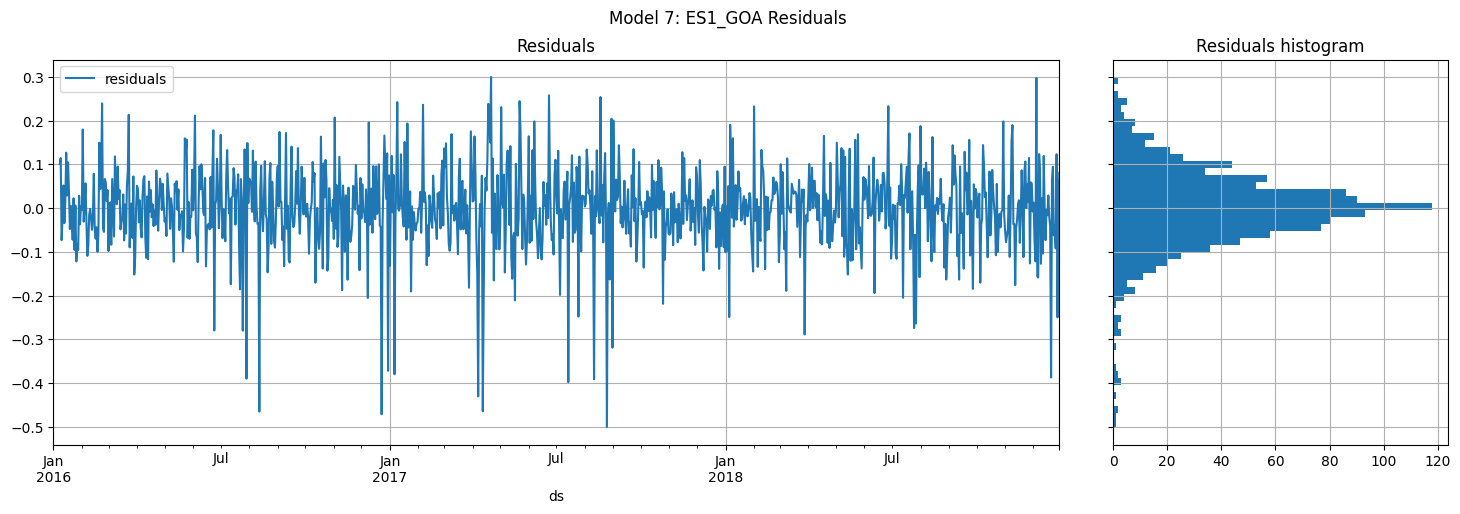 Model 7: ES1_GOA Residuals
Residuals
residuals
0.3
0.2
0.1
0.0
−0.1
−0.2
−0.3
−0.4
−0.5
Jan
2016
Jul
Jan
2017
Jul
Jan
2018
Jul
ds
Residuals histogram
0 20 40 60 80 100 120